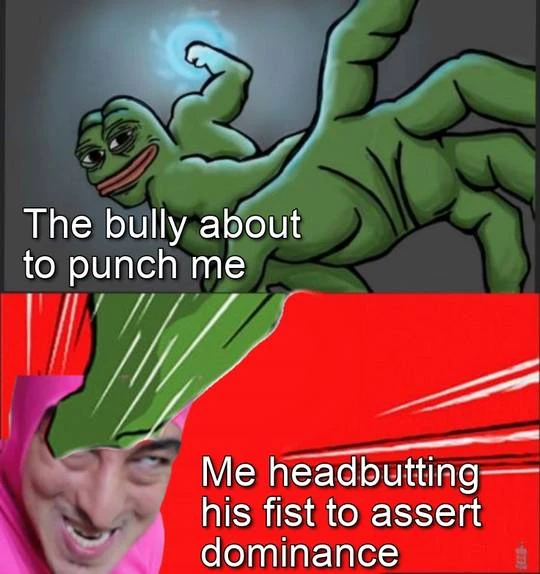 The bully about
to punch me
Me headbutting
his fist to assert
dominance